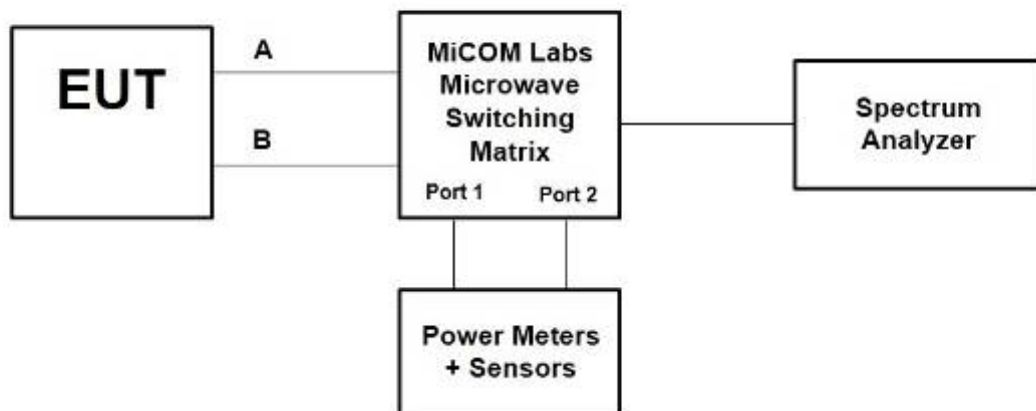 EUT
A
B
MiCOM Labs
Microwave
Switching
Matrix
Port 1
Port 2
Spectrum
Analyzer
Power Meters
+ Sensors